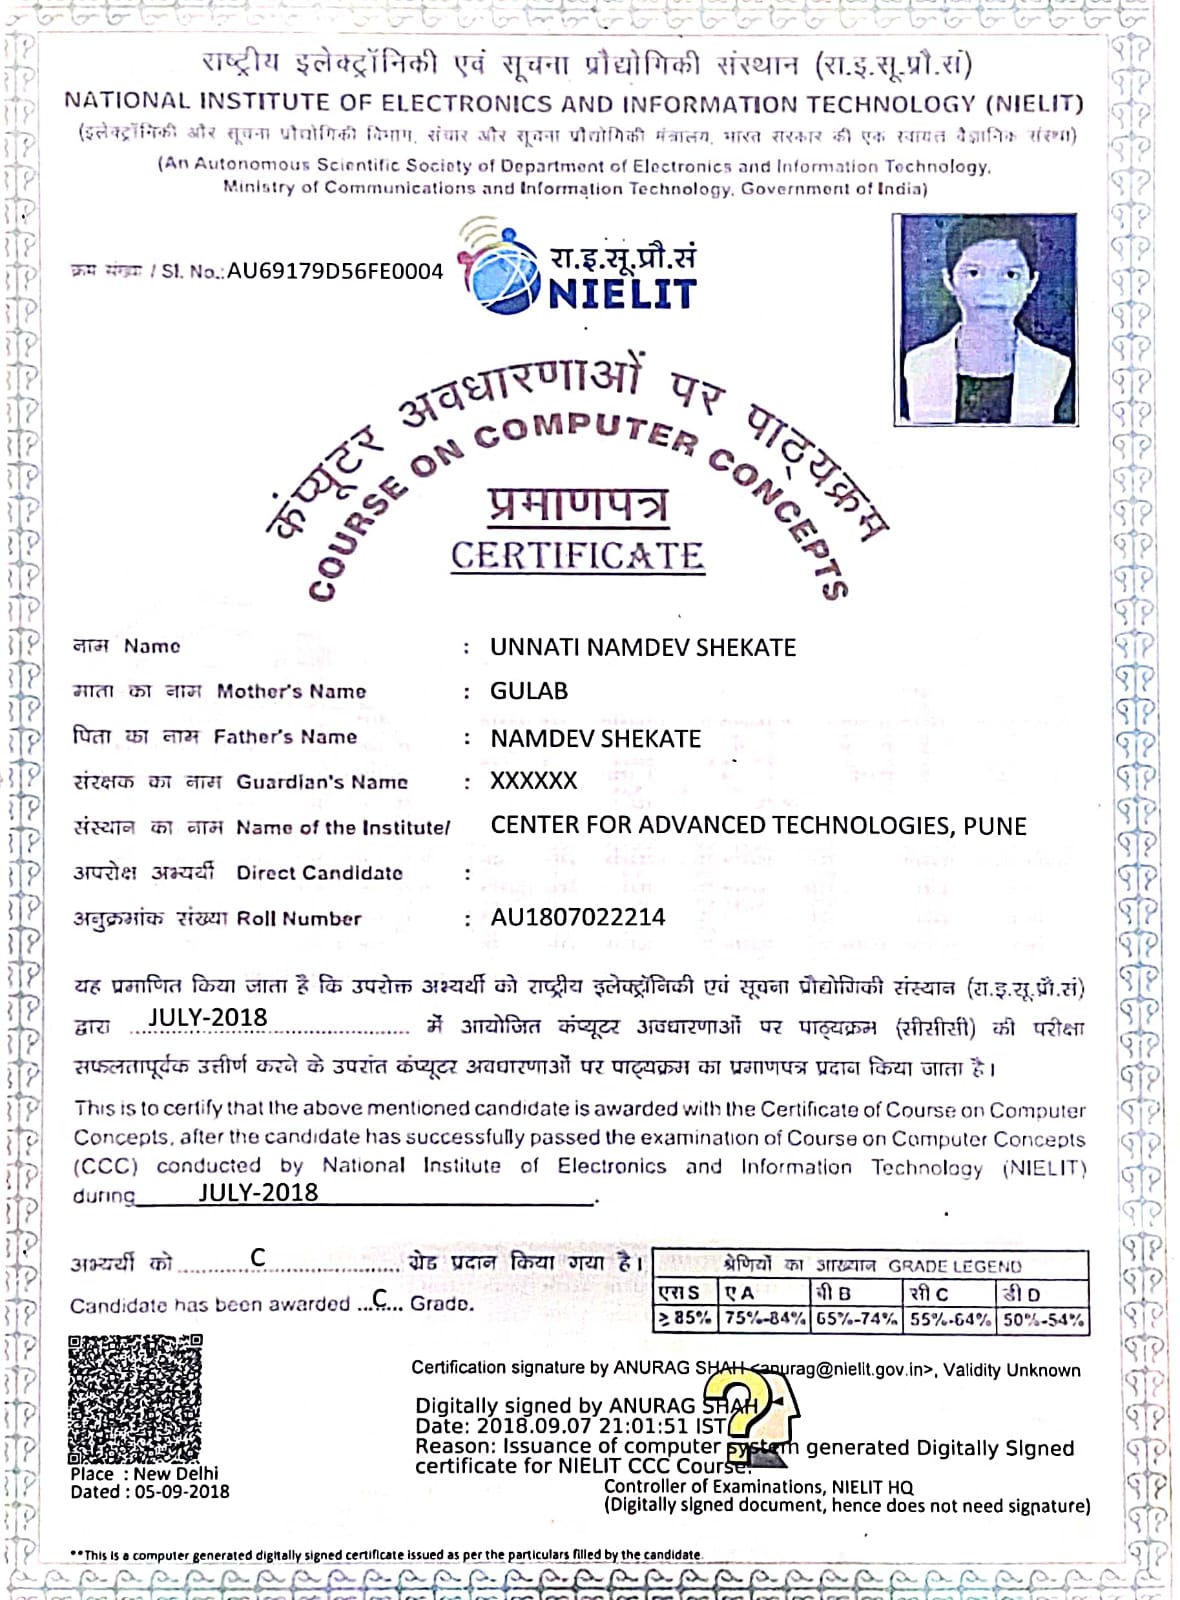 राष्ट्रीय इलेक्ट्रॉनिकी एवं सूचना प्रौद्योगिकी संस्थान (रा.इ.सू.प्रौ.सं)
NATIONAL INSTITUTE OF ELECTRONICS AND INFORMATION TECHNOLOGY (NIELIT)
(इलेक्ट्रॉनिकी और सूचना प्रौद्योगिकी विभाग, संचार और सूचना प्रौद्योगिकी मंत्रालय, भारत सरकार की एक स्वायत्त वैज्ञानिक संस्था)
(An Autonomous Scientific Society of Department of Electronics and Information Technology,
Ministry of Communications and Information Technology, Government of India)
क्रम संख्या / Sl. No.:AU69179D56FE0004
रा.इ.सू.प्रौ.सं
NIELIT
कंप्यूटर अवधारणाओं पर पाठ्यक्रम
COURSE ON COMPUTER CONCEPTS
प्रमाणपत्र
CERTIFICATE
नाम Name : UNNATI NAMDEV SHEKATE
माता का नाम Mother's Name : GULAB
पिता का नाम Father's Name : NAMDEV SHEKATE
संरक्षक का नाम Guardian's Name : XXXXXX
संस्थान का नाम Name of the Institute/ CENTER FOR ADVANCED TECHNOLOGIES, PUNE
अपरोक्ष अभ्यर्थी Direct Candidate :
अनुक्रमांक संख्या Roll Number : AU1807022214
यह प्रमाणित किया जाता है कि उपरोक्त अभ्यर्थी को राष्ट्रीय इलेक्ट्रॉनिकी एवं सूचना प्रौद्योगिकी संस्थान (रा.इ.सू.प्रौ.सं)
द्वारा ...JULY-2018... में आयोजित कंप्यूटर अवधारणाओं पर पाठ्यक्रम (सीसीसी) की परीक्षा
सफलतापूर्वक उत्तीर्ण करने के उपरांत कंप्यूटर अवधारणाओं पर पाठ्यक्रम का प्रमाणपत्र प्रदान किया जाता है।
This is to certify that the above mentioned candidate is awarded with the Certificate of Course on Computer
Concepts, after the candidate has successfully passed the examination of Course on Computer Concepts
(CCC) conducted by National Institute of Electronics and Information Technology (NIELIT)
during JULY-2018.
अभ्यर्थी को ...C... ग्रेड प्रदान किया गया है।
Candidate has been awarded ...C... Grade.
श्रेणियों का आख्यान GRADE LEGEND
एस S ए A बी B सी C डी D
≥ 85% 75%-84% 65%-74% 55%-64% 50%-54%
Certification signature by ANURAG SHAH <anurag@nielit.gov.in>, Validity Unknown
Digitally signed by ANURAG SHAH
Date: 2018.09.07 21:01:51 IST
Reason: Issuance of computer system generated Digitally Signed
certificate for NIELIT CCC Course.
Place : New Delhi
Dated : 05-09-2018
Controller of Examinations, NIELIT HQ
(Digitally signed document, hence does not need signature)
**This is a computer generated digitally signed certificate issued as per the particulars filled by the candidate.